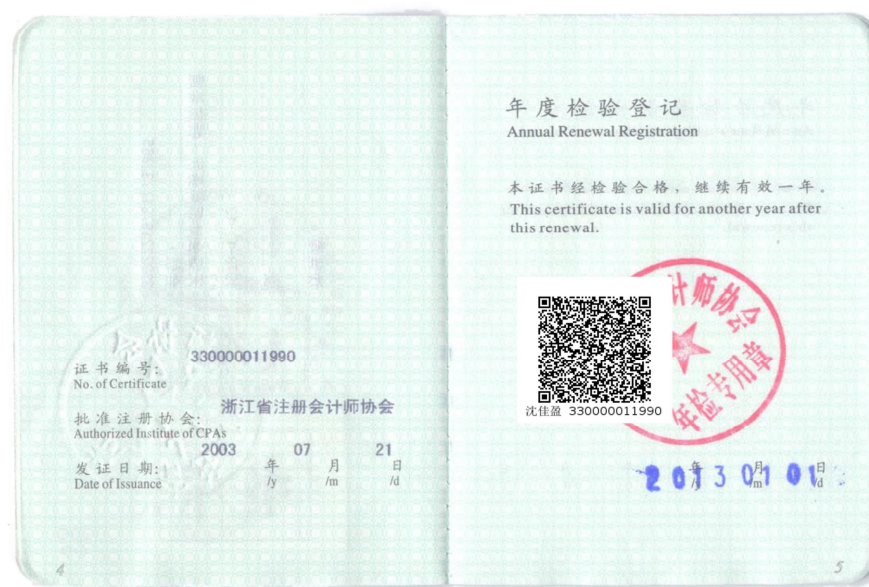 证书编号: 330000011990
No. of Certificate
批准注册协会: 浙江省注册会计师协会
Authorized Institute of CPAs
发证日期: 2003 年 07 月 21 日
Date of Issuance /y /m /d
4
年度检验登记
Annual Renewal Registration
本证书经检验合格，继续有效一年。
This certificate is valid for another year after
this renewal.
计师协会
年检专用章
沈佳盈 330000011990
2013 年 01 月 01 日
/y /m /d
5